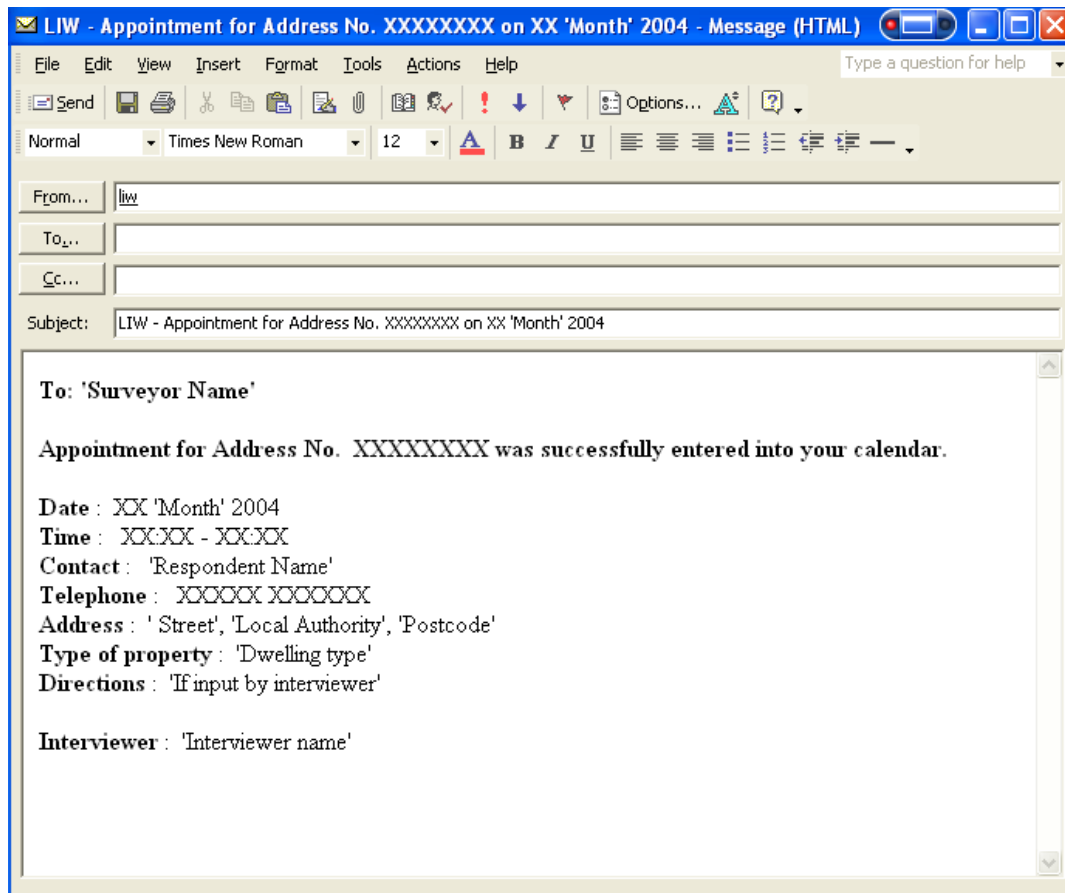 LIW - Appointment for Address No. XXXXXXXX on XX 'Month' 2004 - Message (HTML)
File Edit View Insert Format Tools Actions Help Type a question for help
Send Options...
Normal Times New Roman 12 A B I U
From... liw
To...
Cc...
Subject: LIW - Appointment for Address No. XXXXXXXX on XX 'Month' 2004
To: 'Surveyor Name'
Appointment for Address No. XXXXXXXX was successfully entered into your calendar.
Date : XX 'Month' 2004
Time : XX:XX - XX:XX
Contact : 'Respondent Name'
Telephone : XXXXX XXXXXXX
Address : ' Street', 'Local Authority', 'Postcode'
Type of property : 'Dwelling type'
Directions : 'If input by interviewer'
Interviewer : 'Interviewer name'